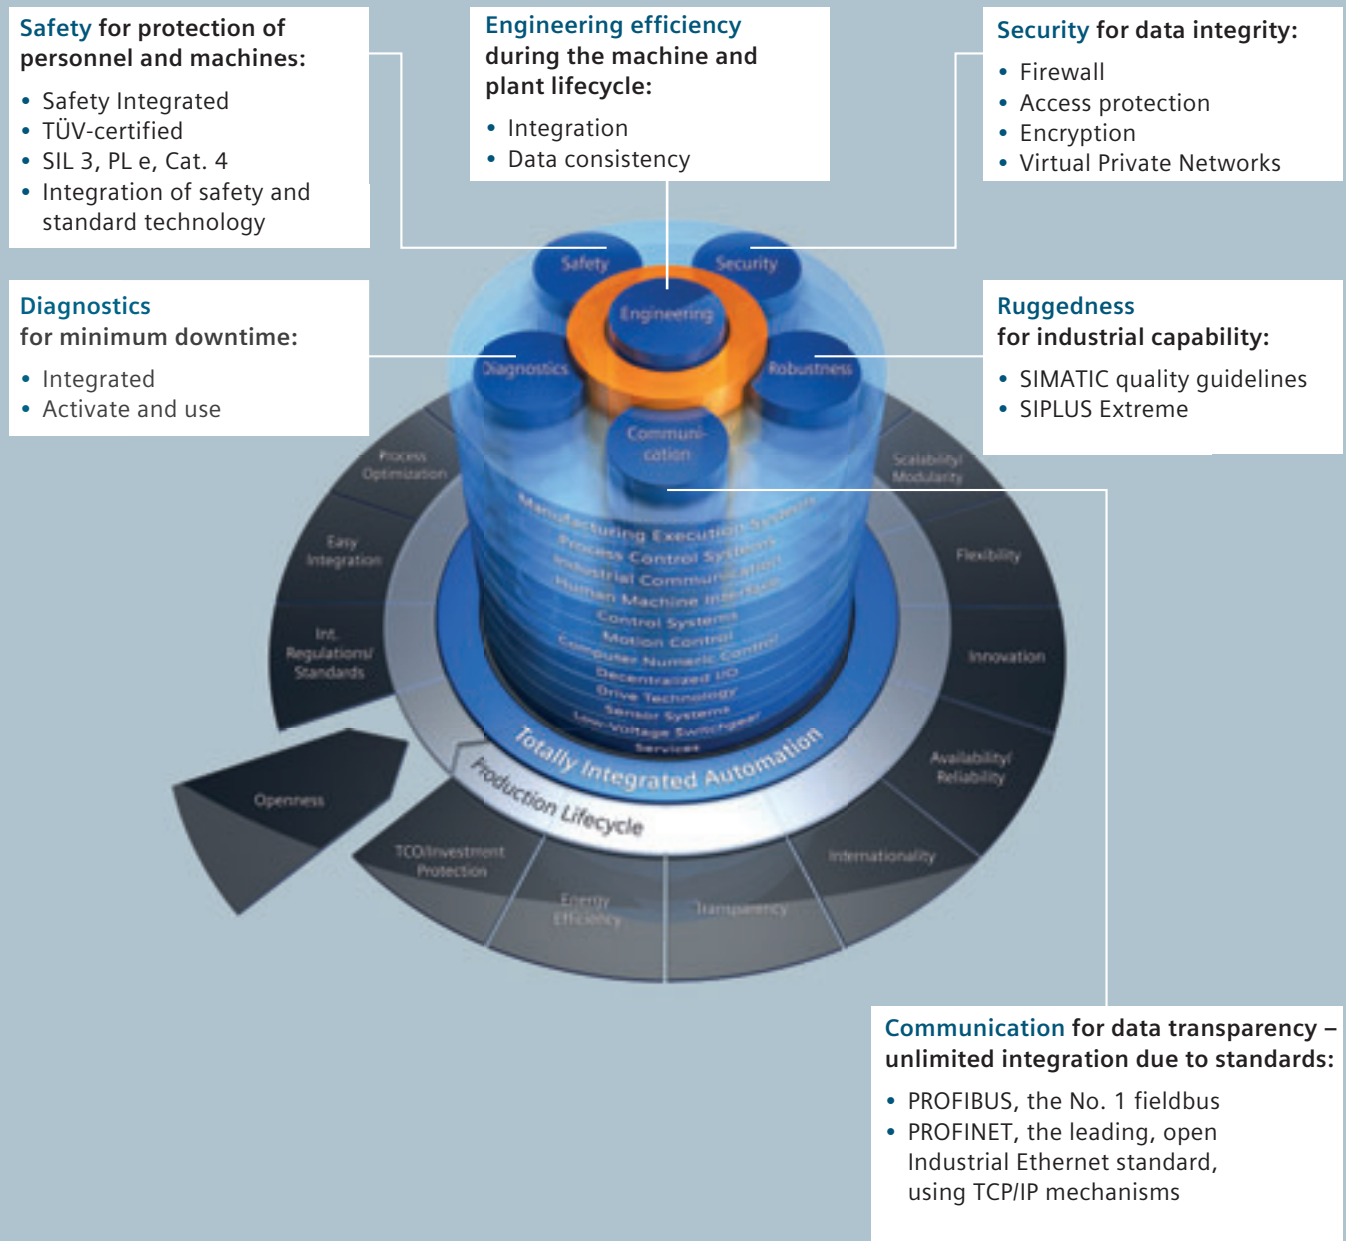 Safety for protection of
personnel and machines:
• Safety Integrated
• TÜV-certified
• SIL 3, PL e, Cat. 4
• Integration of safety and
standard technology
Engineering efficiency
during the machine and
plant lifecycle:
• Integration
• Data consistency
Security for data integrity:
• Firewall
• Access protection
• Encryption
• Virtual Private Networks
Diagnostics
for minimum downtime:
• Integrated
• Activate and use
Ruggedness
for industrial capability:
• SIMATIC quality guidelines
• SIPLUS Extreme
Safety
Security
Engineering
Diagnostics
Robustness
Communi-
cation
Process
Optimization
Easy
Integration
Int.
Regulations/
Standards
Openness
TCO/Investment
Protection
Energy
Efficiency
Transparency
Internationality
Availability/
Reliability
Innovation
Flexibility
Scalability/
Modularity
Manufacturing Execution Systems
Process Control Systems
Industrial Communication
Human Machine Interface
Control Systems
Motion Control
Computer Numeric Control
Decentralized I/O
Drive Technology
Sensor Systems
Low-Voltage Switchgear
Services
Totally Integrated Automation
Production Lifecycle
Communication for data transparency –
unlimited integration due to standards:
• PROFIBUS, the No. 1 fieldbus
• PROFINET, the leading, open
Industrial Ethernet standard,
using TCP/IP mechanisms